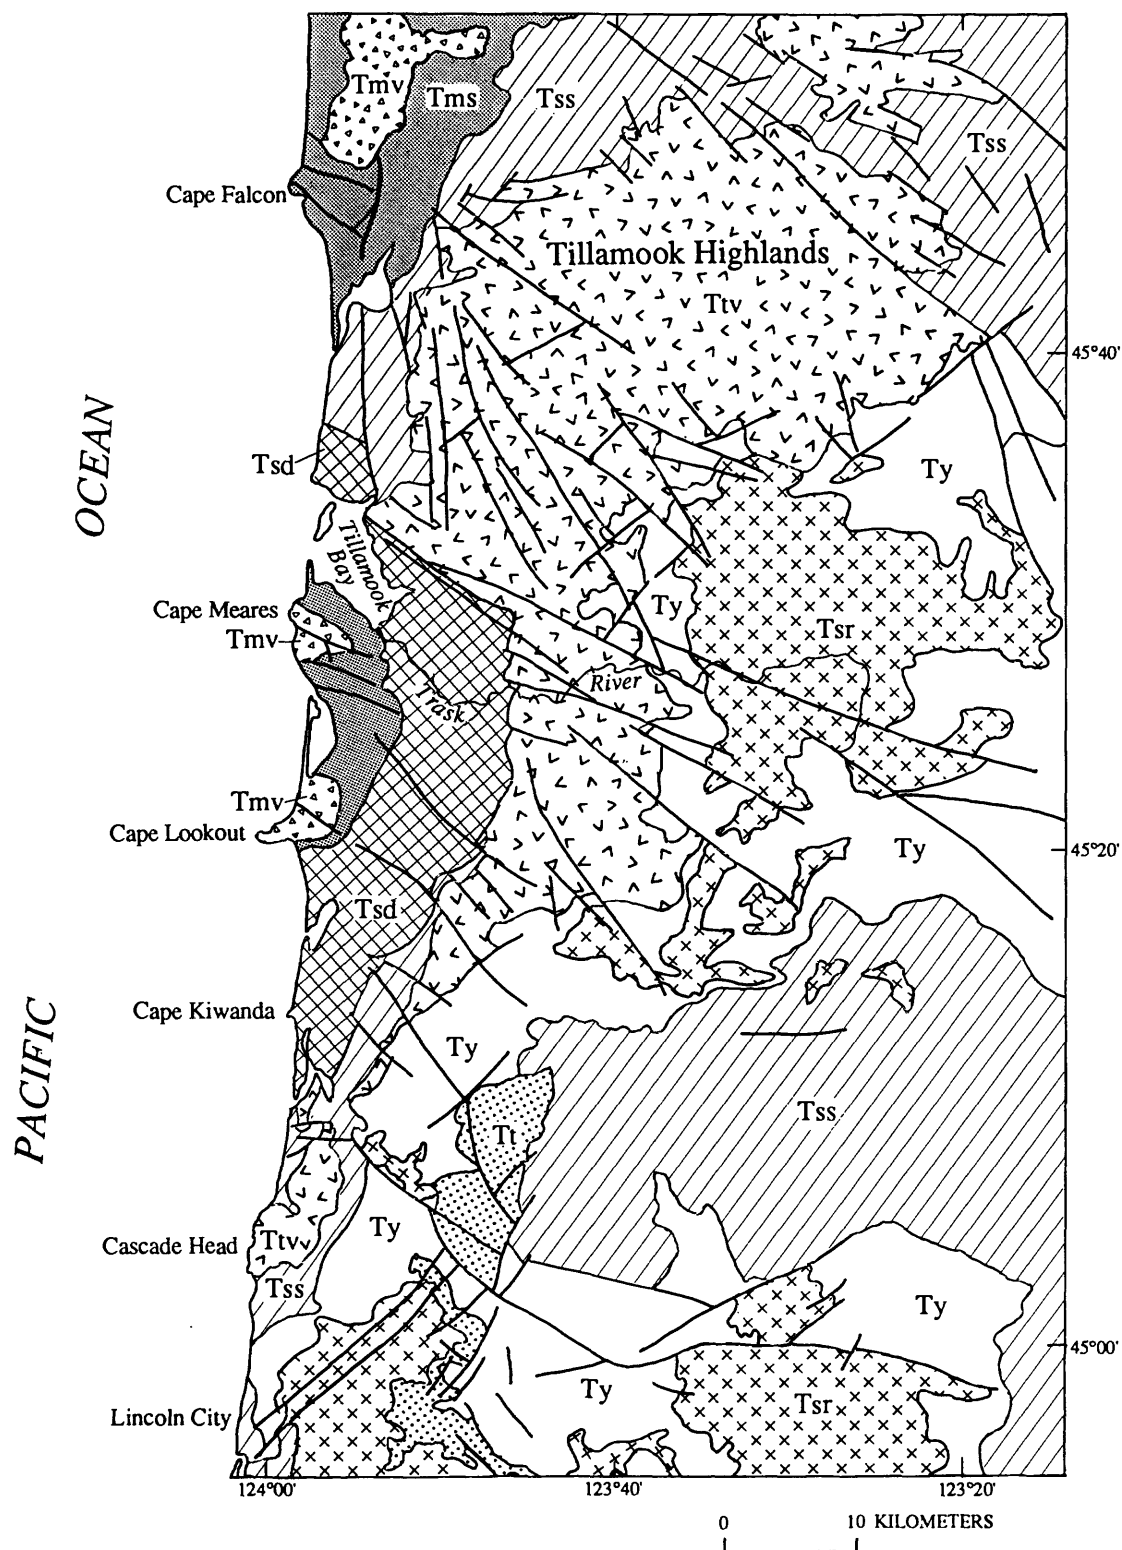 Tmv
Tms
Tss
Tss
Cape Falcon
Tillamook Highlands
Ttv
45°40'
OCEAN
Tsd
Ty
Tillamook
Bay
Cape Meares
Tmv
Ty
Tsr
River
Trask
Tmv
Cape Lookout
Ty
45°20'
Tsd
PACIFIC
Cape Kiwanda
Ty
Tss
Tt
Ty
Cascade Head
Ttv
Tss
Ty
45°00'
Ty
Tsr
Lincoln City
124°00'
123°40'
123°20'
0
10 KILOMETERS